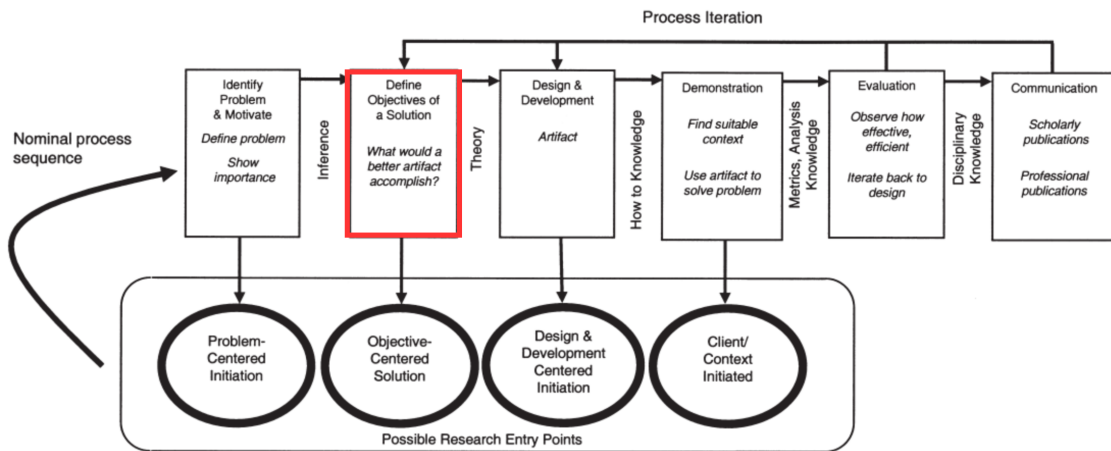 Process Iteration
Nominal process
sequence
Identify
Problem
& Motivate
Define problem
Show
importance
Inference
Define
Objectives of
a Solution
What would a
better artifact
accomplish?
Theory
Design &
Development
Artifact
How to Knowledge
Demonstration
Find suitable
context
Use artifact to
solve problem
Metrics, Analysis
Knowledge
Evaluation
Observe how
effective,
efficient
Iterate back to
design
Disciplinary
Knowledge
Communication
Scholarly
publications
Professional
publications
Problem-
Centered
Initiation
Objective-
Centered
Solution
Design &
Development
Centered
Initiation
Client/
Context
Initiated
Possible Research Entry Points